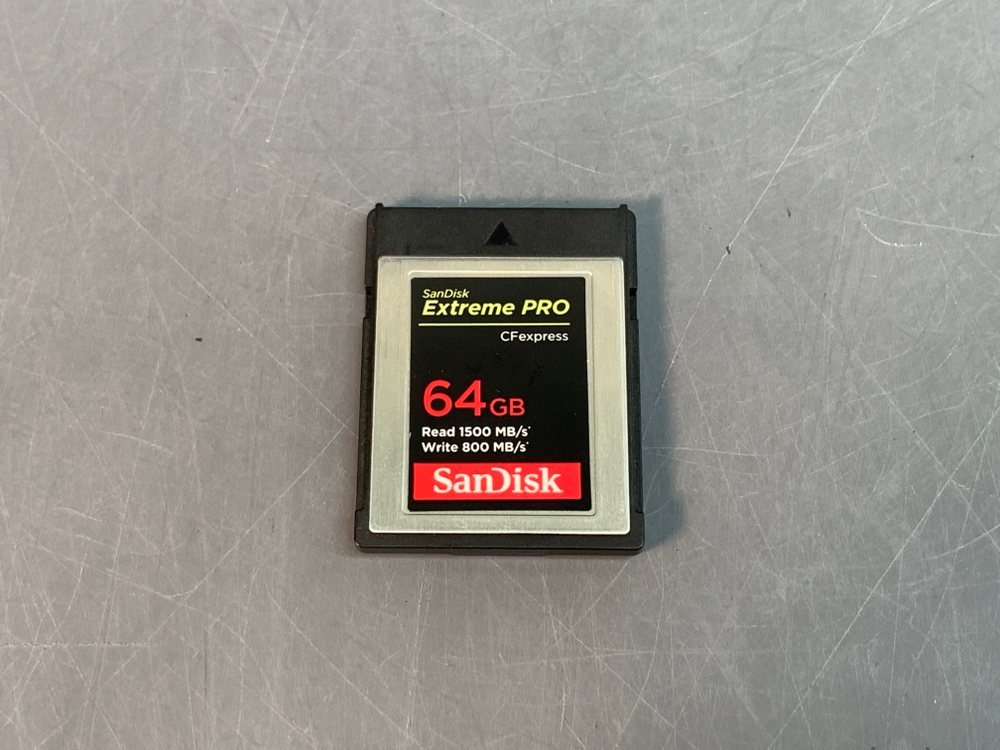 SanDisk
Extreme PRO
CFexpress
64GB
Read 1500 MB/s*
Write 800 MB/s*
SanDisk